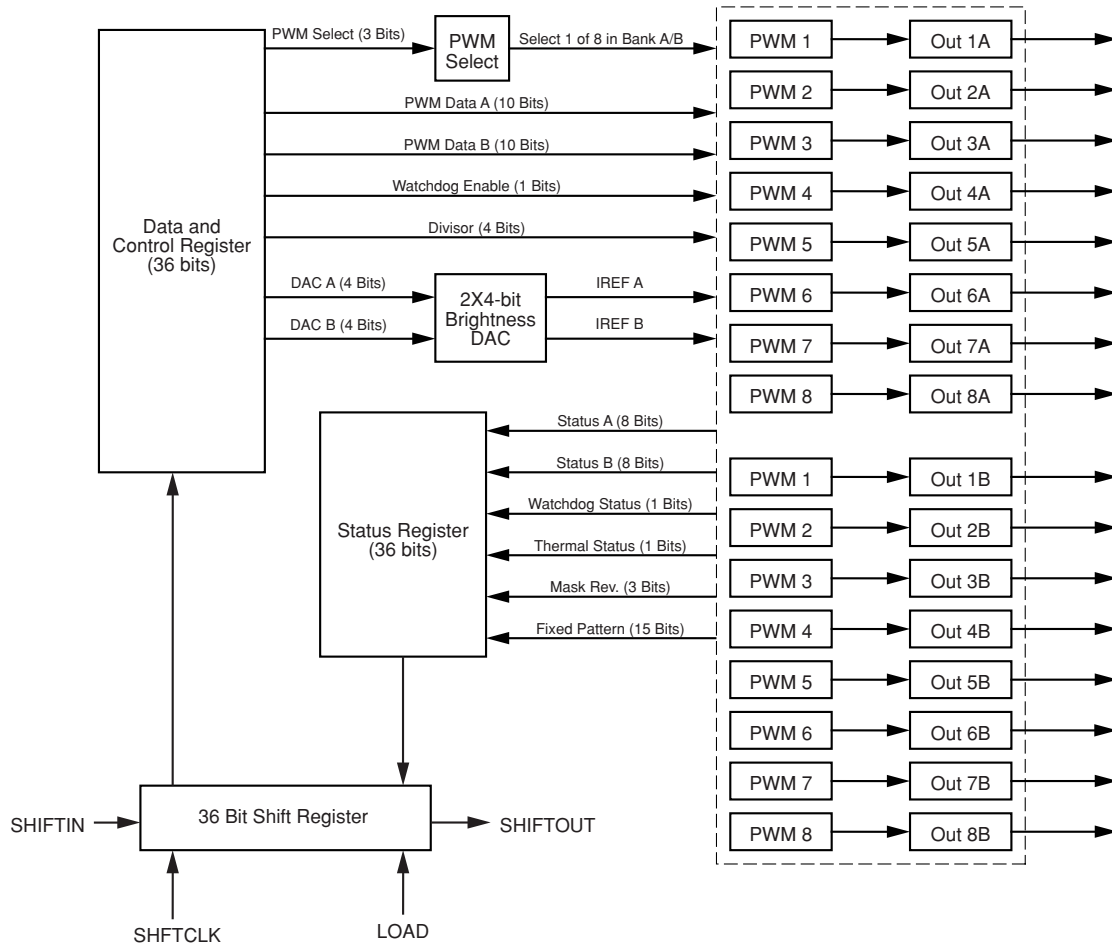 PWM Select (3 Bits)
PWM
Select
Select 1 of 8 in Bank A/B
PWM Data A (10 Bits)
PWM Data B (10 Bits)
Watchdog Enable (1 Bits)
Divisor (4 Bits)
Data and
Control Register
(36 bits)
DAC A (4 Bits)
DAC B (4 Bits)
2X4-bit
Brightness
DAC
IREF A
IREF B
PWM 1
Out 1A
PWM 2
Out 2A
PWM 3
Out 3A
PWM 4
Out 4A
PWM 5
Out 5A
PWM 6
Out 6A
PWM 7
Out 7A
PWM 8
Out 8A
Status A (8 Bits)
Status B (8 Bits)
Watchdog Status (1 Bits)
Thermal Status (1 Bits)
Mask Rev. (3 Bits)
Fixed Pattern (15 Bits)
Status Register
(36 bits)
PWM 1
Out 1B
PWM 2
Out 2B
PWM 3
Out 3B
PWM 4
Out 4B
PWM 5
Out 5B
PWM 6
Out 6B
PWM 7
Out 7B
PWM 8
Out 8B
SHIFTIN
36 Bit Shift Register
SHIFTOUT
SHFTCLK
LOAD